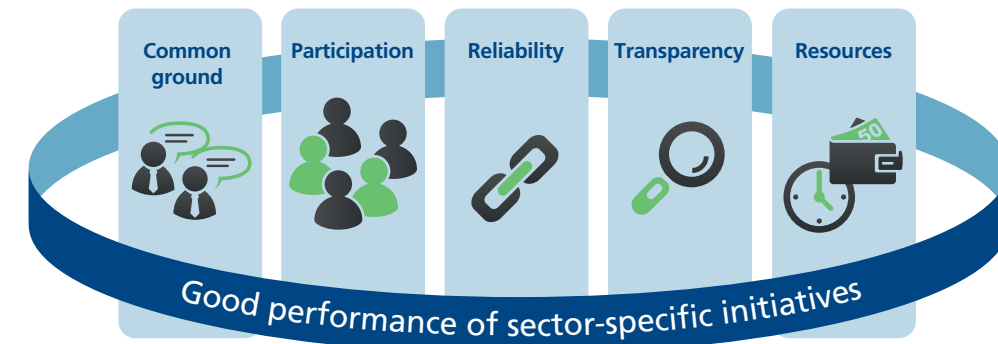 Common
ground
Participation
Reliability
Transparency
Resources
50
Good performance of sector-specific initiatives